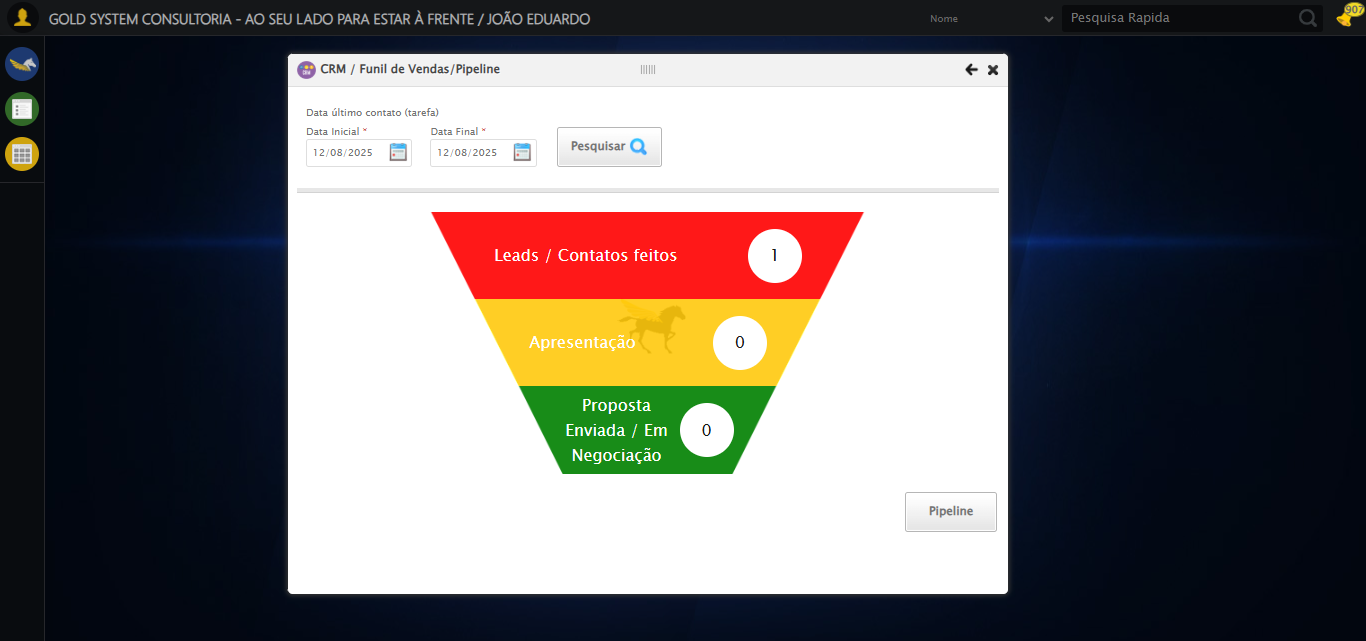 GOLD SYSTEM CONSULTORIA - AO SEU LADO PARA ESTAR À FRENTE / JOÃO EDUARDO
Nome
Pesquisa Rapida
907
CRM / Funil de Vendas/Pipeline
Data último contato (tarefa)
Data Inicial *
Data Final *
12/08/2025
12/08/2025
Pesquisar
Leads / Contatos feitos
1
Apresentação
0
Proposta
Enviada / Em
Negociação
0
Pipeline